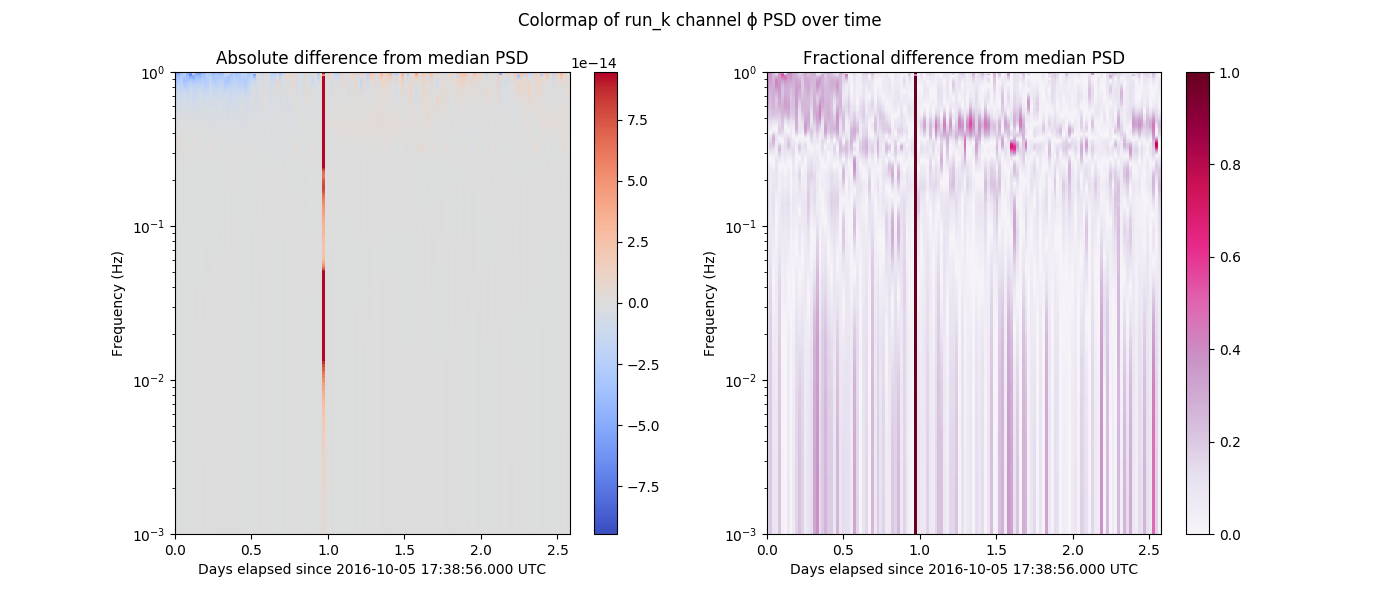 Colormap of run_k channel ϕ PSD over time
Absolute difference from median PSD
1e−14
10⁰
10⁻¹
10⁻²
10⁻³
Frequency (Hz)
0.0 0.5 1.0 1.5 2.0 2.5
Days elapsed since 2016-10-05 17:38:56.000 UTC
7.5
5.0
2.5
0.0
−2.5
−5.0
−7.5
Fractional difference from median PSD
10⁰
10⁻¹
10⁻²
10⁻³
Frequency (Hz)
0.0 0.5 1.0 1.5 2.0 2.5
Days elapsed since 2016-10-05 17:38:56.000 UTC
1.0
0.8
0.6
0.4
0.2
0.0